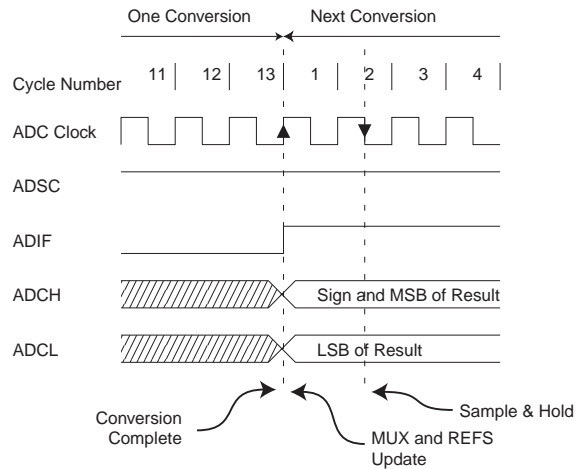 One Conversion
Next Conversion
Cycle Number
11
12
13
1
2
3
4
ADC Clock
ADSC
ADIF
ADCH
Sign and MSB of Result
ADCL
LSB of Result
Conversion
Complete
MUX and REFS
Update
Sample & Hold